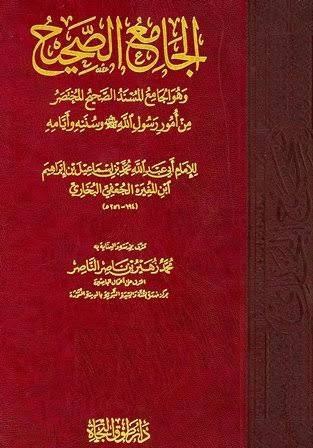 الجامع الصحيح
وهو الجامع المسند الصحيح المختصر
من أمور رسول الله ﷺ وسننه وأيامه
للإمام أبي عبد الله محمد بن إسماعيل بن إبراهيم
ابن المغيرة الجعفي البخاري
(١٩٤-٢٥٦ه)
محمد زهير بن ناصر الناصر
دار طوق النجاة